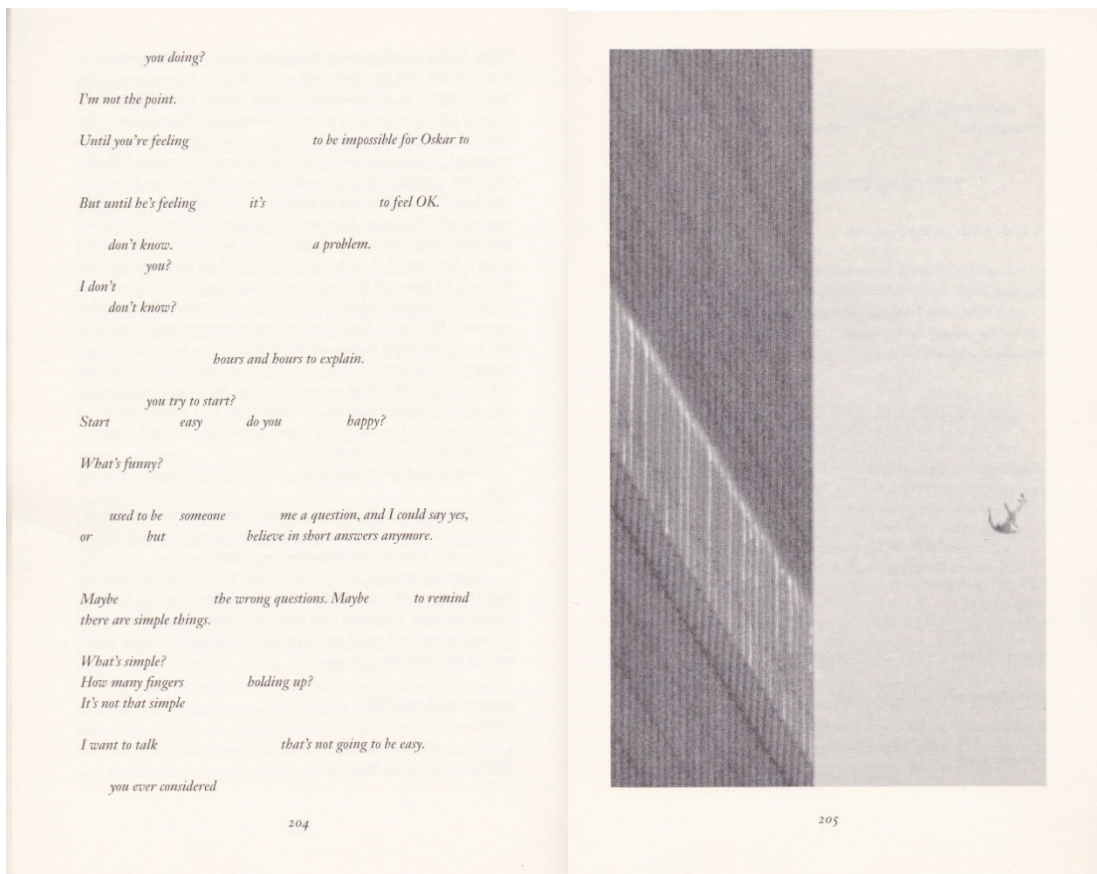 you doing?
I'm not the point.
Until you're feeling to be impossible for Oskar to
But until he's feeling it's to feel OK.
don't know. a problem.
you?
I don't
don't know?
hours and hours to explain.
you try to start?
Start easy do you happy?
What's funny?
used to be someone me a question, and I could say yes,
or but believe in short answers anymore.
Maybe the wrong questions. Maybe to remind
there are simple things.
What's simple?
How many fingers holding up?
It's not that simple
I want to talk that's not going to be easy.
you ever considered
204
205